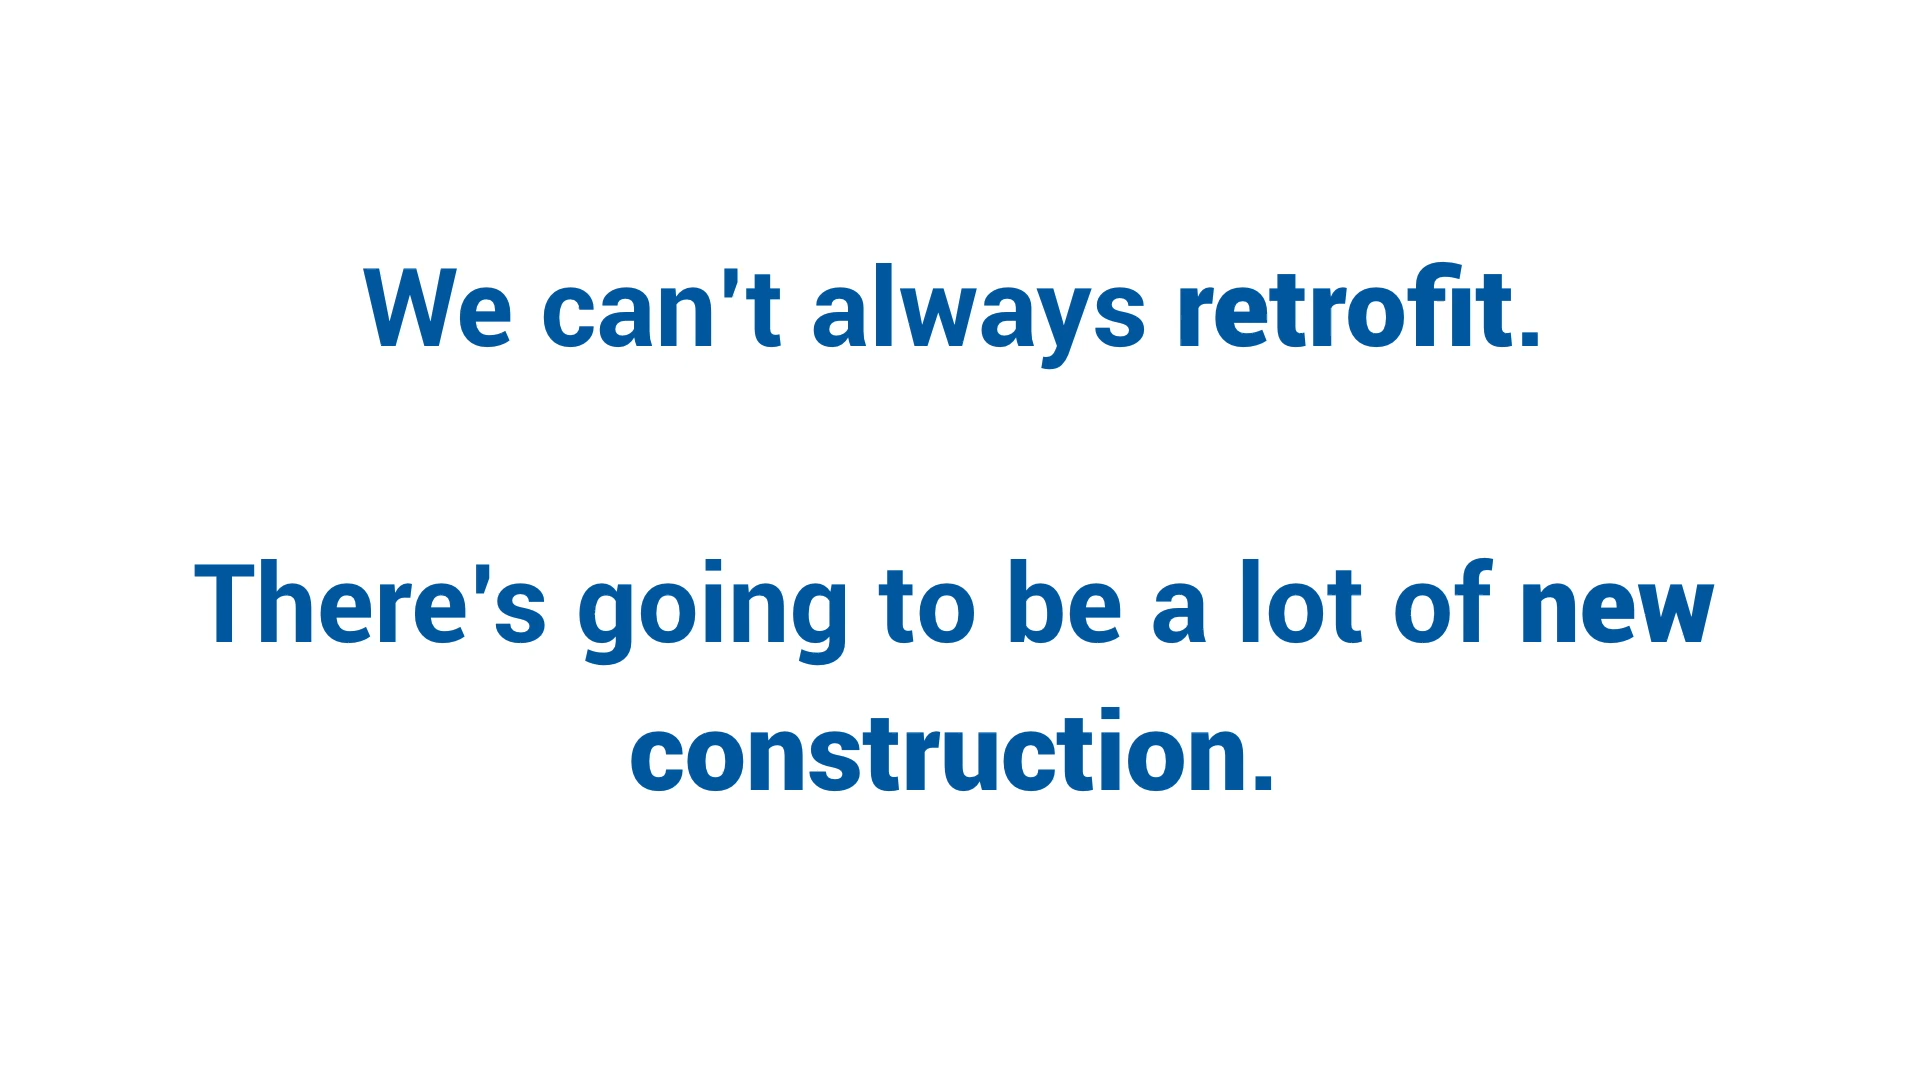 We can't always retrofit.
There's going to be a lot of new
construction.